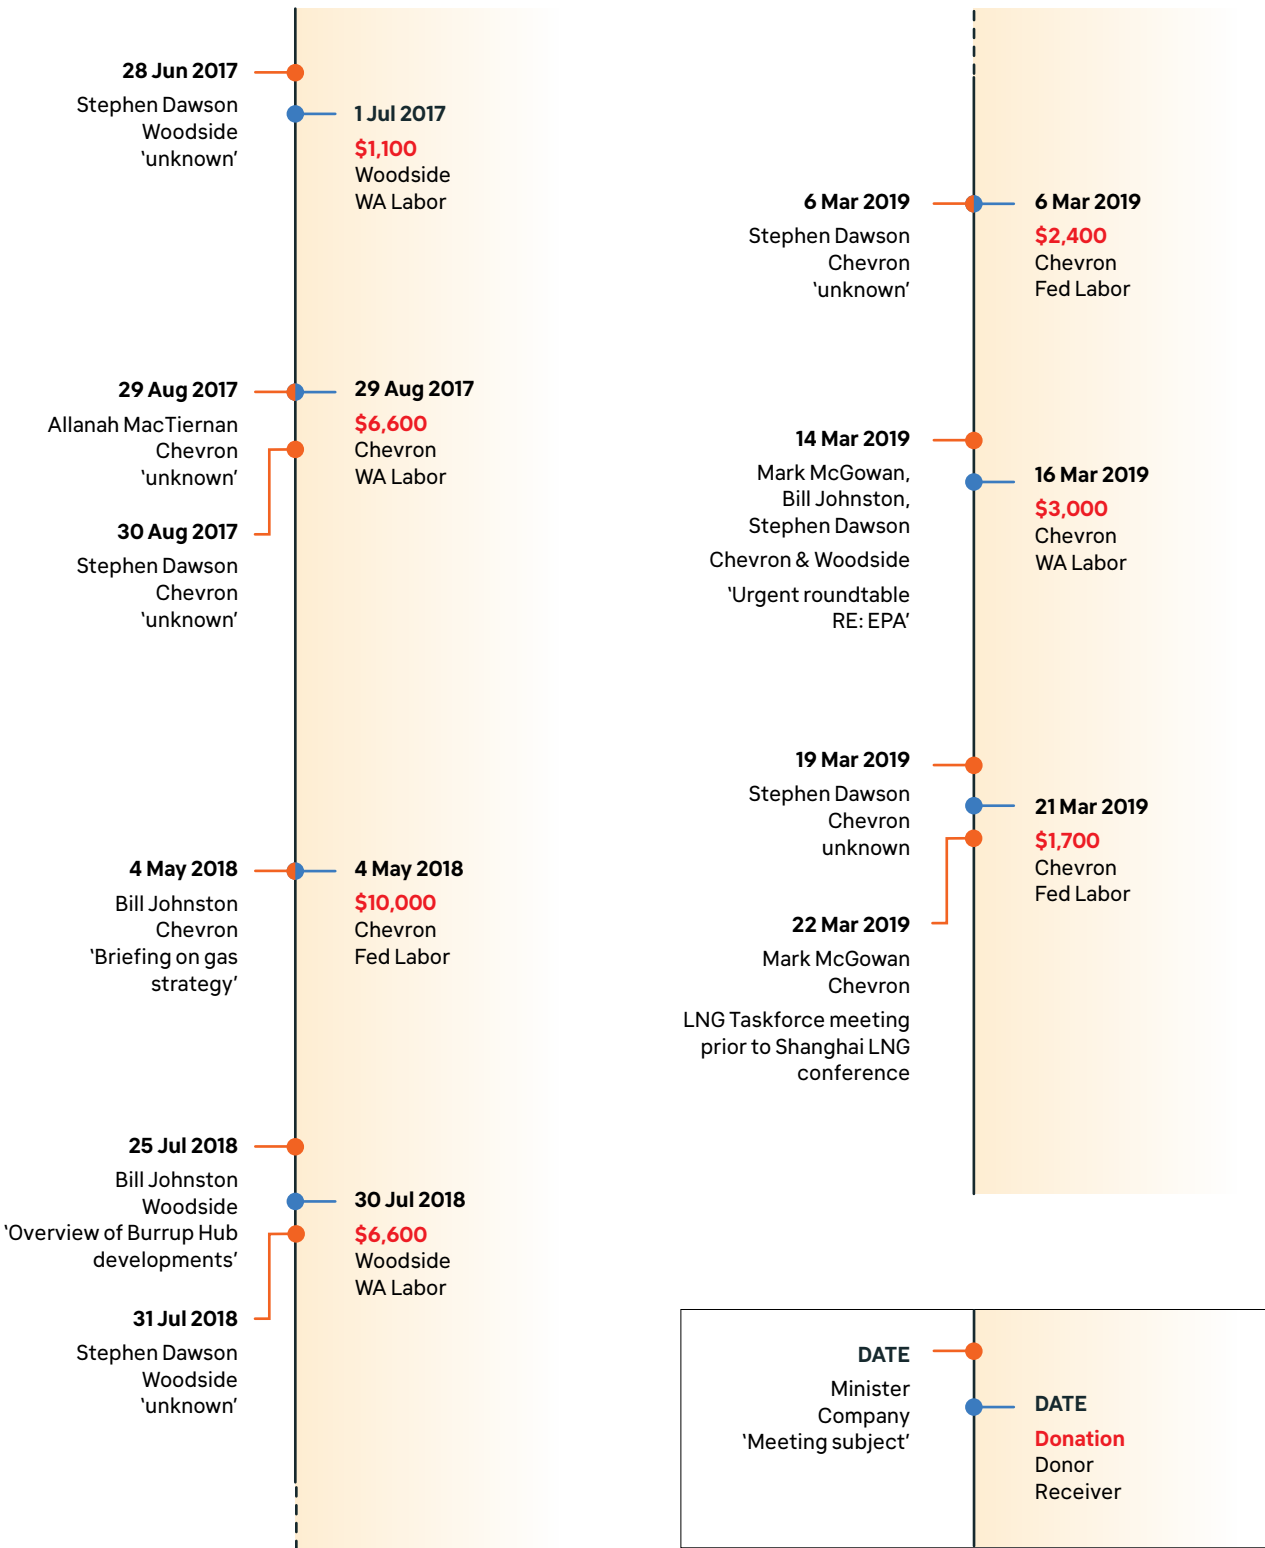 28 Jun 2017
Stephen Dawson
Woodside
‘unknown’
1 Jul 2017
$1,100
Woodside
WA Labor
29 Aug 2017
Allanah MacTiernan
Chevron
‘unknown’
29 Aug 2017
$6,600
Chevron
WA Labor
30 Aug 2017
Stephen Dawson
Chevron
‘unknown’
4 May 2018
Bill Johnston
Chevron
‘Briefing on gas
strategy’
4 May 2018
$10,000
Chevron
Fed Labor
25 Jul 2018
Bill Johnston
Woodside
‘Overview of Burrup Hub
developments’
30 Jul 2018
$6,600
Woodside
WA Labor
31 Jul 2018
Stephen Dawson
Woodside
‘unknown’
6 Mar 2019
Stephen Dawson
Chevron
‘unknown’
6 Mar 2019
$2,400
Chevron
Fed Labor
14 Mar 2019
Mark McGowan,
Bill Johnston,
Stephen Dawson
Chevron & Woodside
‘Urgent roundtable
RE: EPA’
16 Mar 2019
$3,000
Chevron
WA Labor
19 Mar 2019
Stephen Dawson
Chevron
unknown
21 Mar 2019
$1,700
Chevron
Fed Labor
22 Mar 2019
Mark McGowan
Chevron
LNG Taskforce meeting
prior to Shanghai LNG
conference
DATE
Minister
Company
‘Meeting subject’
DATE
Donation
Donor
Receiver